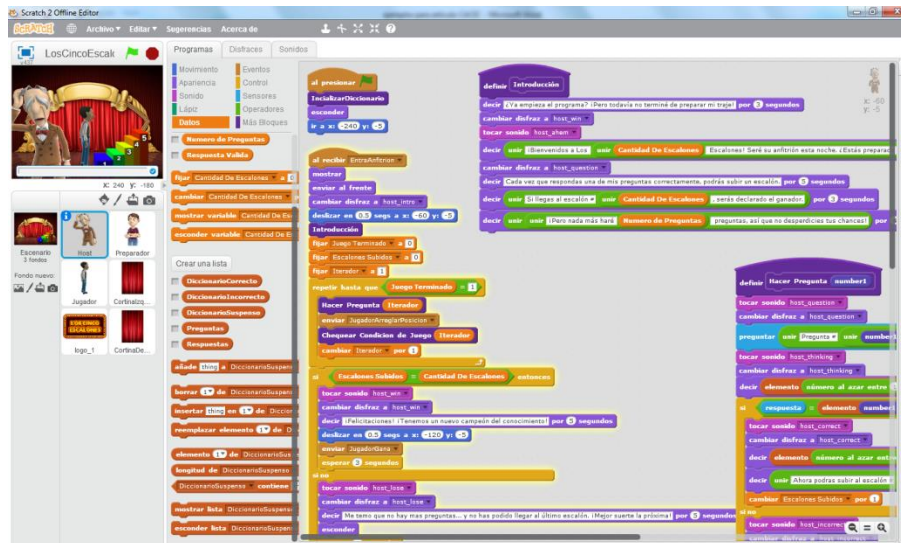 Scratch 2 Offline Editor
SCRATCH Archivo Editar Sugerencias Acerca de
LosCincoEscak
v437
X: 240 y: -180
Escenario
3 fondos
Fondo nuevo:
Host
Preparador
Jugador
CortinaIzq...
logo_1
CortinaDe...
Programas Disfraces Sonidos
Movimiento Eventos
Apariencia Control
Sonido Sensores
Lápiz Operadores
Datos Más Bloques
Numero de Preguntas
Respuesta Valida
fijar Cantidad De Escalones a 0
cambiar Cantidad De Escalones
mostrar variable Cantidad De Es
esconder variable Cantidad De E
Crear una lista
DiccionarioCorrecto
DiccionarioIncorrecto
DiccionarioSuspenso
Preguntas
Respuestas
añade thing a DiccionarioSuspen
borrar 1 de DiccionarioSuspens
insertar thing en 1 de Diccion
reemplazar elemento 1 de D
elemento 1 de DiccionarioSus
longitud de DiccionarioSuspens
DiccionarioSuspenso contiene
mostrar lista DiccionarioSuspens
esconder lista DiccionarioSuspen
al presionar
IncializarDiccionario
esconder
ir a x: -240 y: -5
al recibir EntraAnfitrion
mostrar
enviar al frente
cambiar disfraz a host_intro
deslizar en 0.5 segs a x: -60 y: -5
Introducción
fijar Juego Terminado a 0
fijar Escalones Subidos a 0
fijar Iterador a 1
repetir hasta que Juego Terminado = 1
Hacer Pregunta Iterador
enviar JugadorArreglarPosicion
Chequear Condicion de Juego Iterador
cambiar Iterador por 1
si Escalones Subidos = Cantidad De Escalones entonces
tocar sonido host_win
cambiar disfraz a host_win
decir ¡Felicitaciones! ¡Tenemos un nuevo campeón del conocimiento! por 5 segundos
deslizar en 0.5 segs a x: -120 y: -5
enviar JugadorGana
esperar 3 segundos
si no
tocar sonido host_lose
cambiar disfraz a host_lose
decir Me temo que no hay mas preguntas... y no has podido llegar al último escalón. ¡Mejor suerte la próxima! por 5 segundos
esconder
definir Introducción
decir ¿Ya empieza el programa? ¡Pero todavía no terminé de preparar mi traje! por 3 segundos
cambiar disfraz a host_win
tocar sonido host_ahem
decir unir ¡Bienvenidos a Los unir Cantidad De Escalones Escalones! Seré su anfitrión esta noche. ¿Estás preparad
cambiar disfraz a host_question
decir Cada vez que respondas una de mis preguntas correctamente, podrás subir un escalón. por 5 segundos
decir unir Si llegas al escalón unir Cantidad De Escalones , serás declarado el ganador. por 3 segundos
decir unir unir ¡Pero nada más haré Numero de Preguntas preguntas, así que no desperdicies tus chances! por
x: -60
y: -5
definir Hacer Pregunta number1
tocar sonido host_question
cambiar disfraz a host_question
preguntar unir Pregunta unir number
tocar sonido host_thinking
cambiar disfraz a host_thinking
decir elemento número al azar entre
si respuesta = elemento number
tocar sonido host_correct
cambiar disfraz a host_correct
decir elemento número al azar entre
decir unir Ahora podras subir al escalón
cambiar Escalones Subidos por 1
si no
tocar sonido host_incorrect
cambiar disfraz a host_incorrect